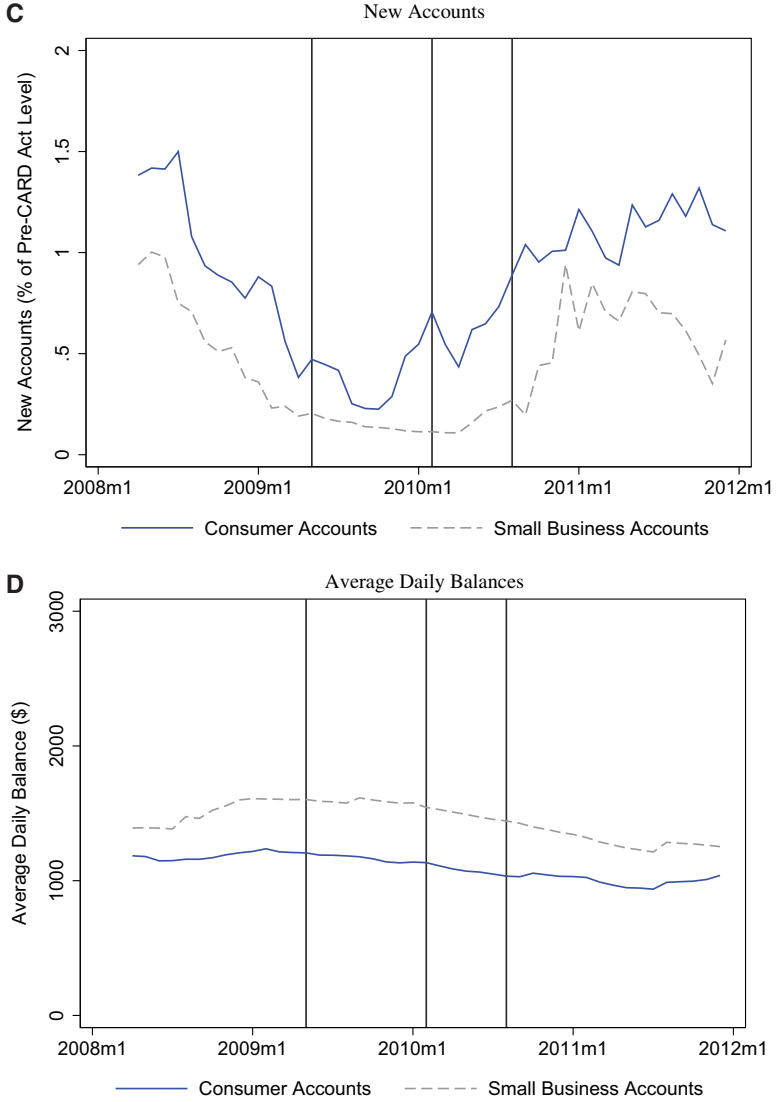 C
New Accounts
New Accounts (% of Pre-CARD Act Level)
2
1.5
1
.5
0
2008m1 2009m1 2010m1 2011m1 2012m1
Consumer Accounts Small Business Accounts
D
Average Daily Balances
Average Daily Balance ($)
3000
2000
1000
0
2008m1 2009m1 2010m1 2011m1 2012m1
Consumer Accounts Small Business Accounts